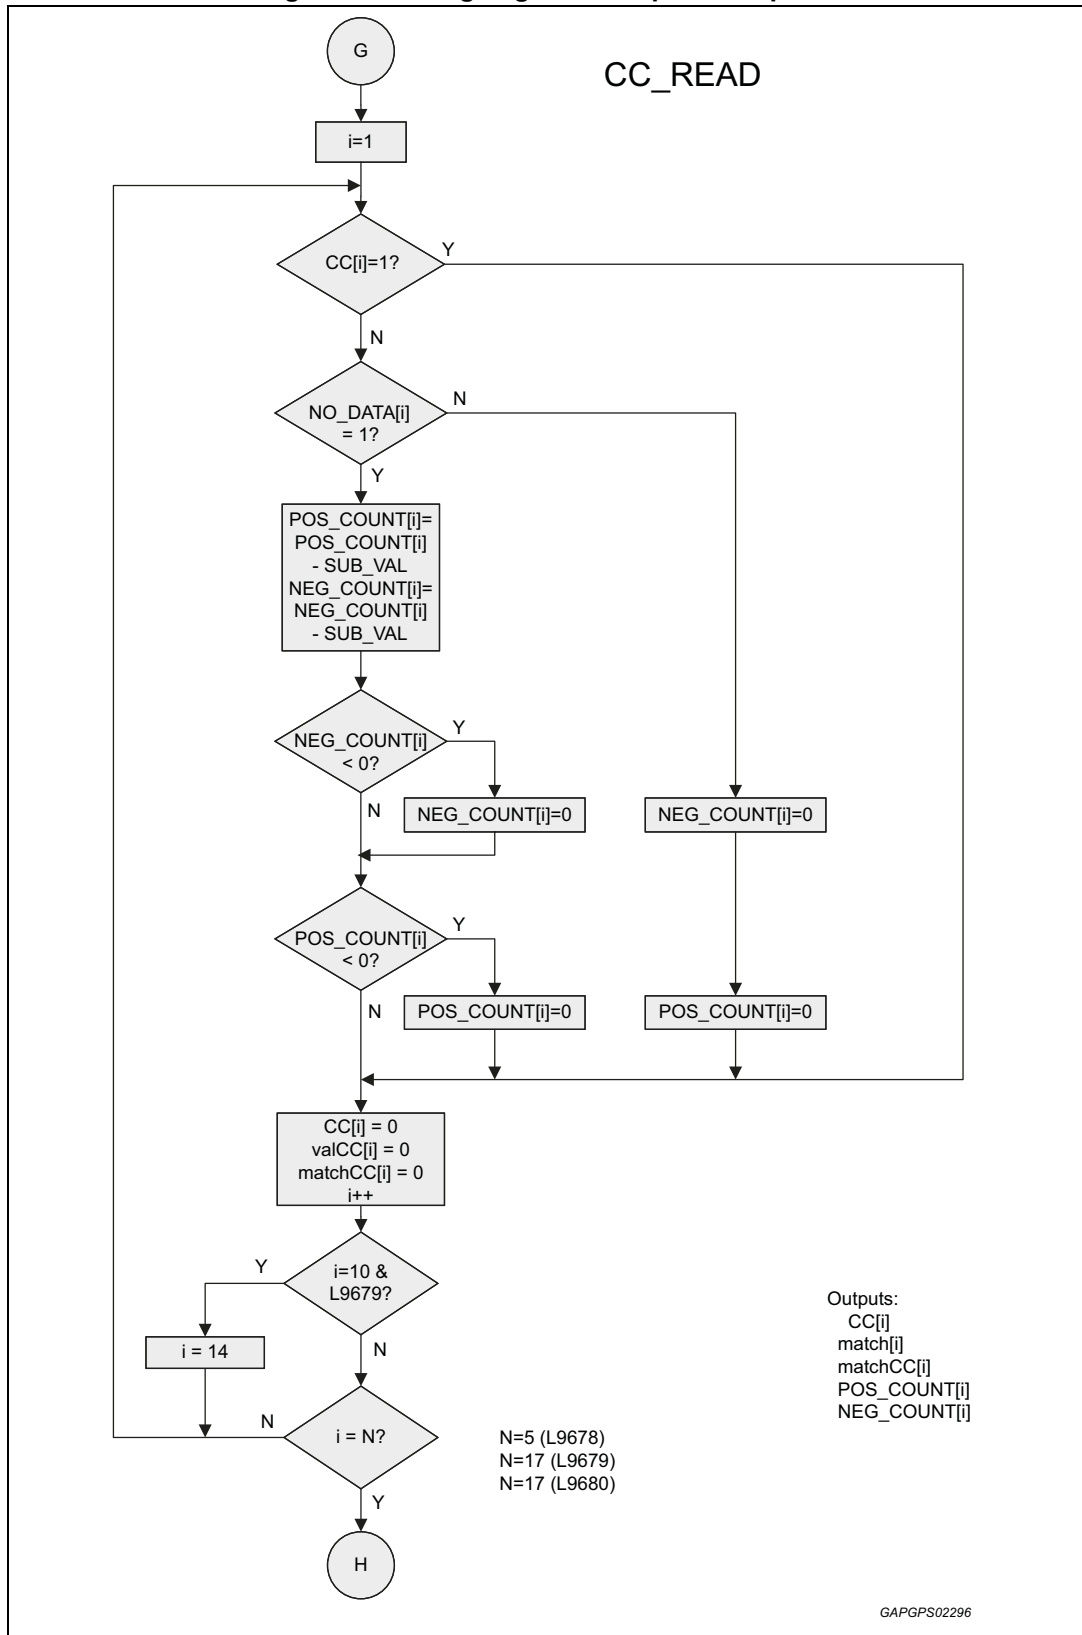 G
CC_READ
i=1
CC[i]=1?
Y
N
NO_DATA[i]
= 1?
N
Y
POS_COUNT[i]=
POS_COUNT[i]
- SUB_VAL
NEG_COUNT[i]=
NEG_COUNT[i]
- SUB_VAL
NEG_COUNT[i]
< 0?
Y
N
NEG_COUNT[i]=0
NEG_COUNT[i]=0
POS_COUNT[i]
< 0?
Y
N
POS_COUNT[i]=0
POS_COUNT[i]=0
CC[i] = 0
valCC[i] = 0
matchCC[i] = 0
i++
Y
i=10 &
L9679?
N
i = 14
N
i = N?
Y
N=5 (L9678)
N=17 (L9679)
N=17 (L9680)
Outputs:
CC[i]
match[i]
matchCC[i]
POS_COUNT[i]
NEG_COUNT[i]
H
GAPGPS02296